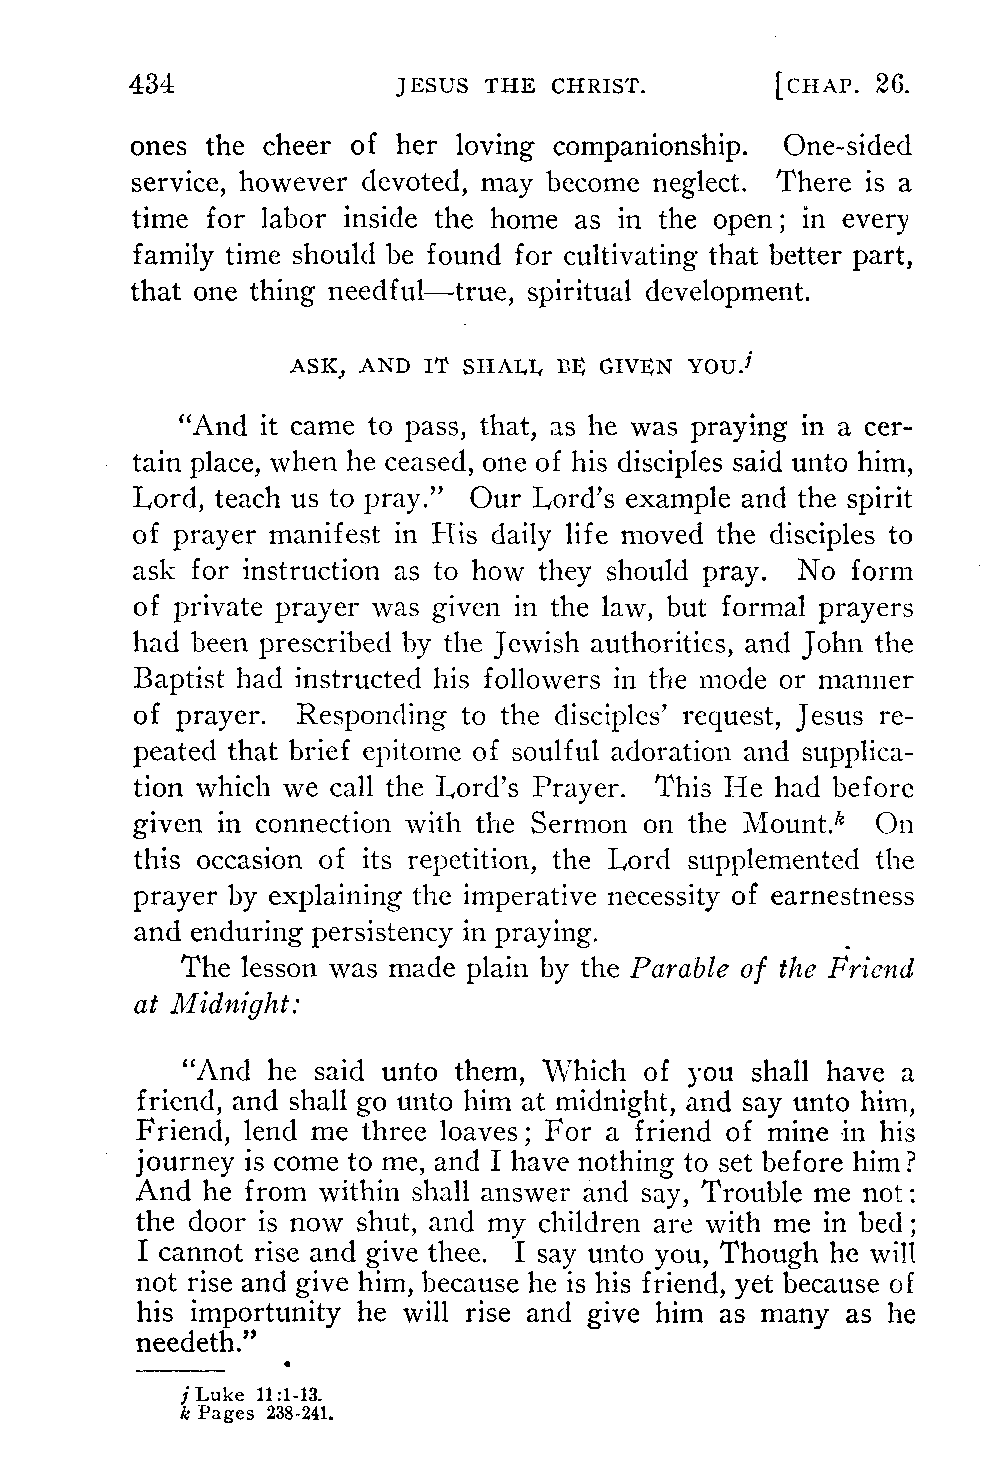 434 JESUS THE CHRIST. [CHAP. 26.
ones the cheer of her loving companionship. One-sided
service, however devoted, may become neglect. There is a
time for labor inside the home as in the open; in every
family time should be found for cultivating that better part,
that one thing needful—true, spiritual development.
ASK, AND IT SHALL BE GIVEN YOU.j
“And it came to pass, that, as he was praying in a cer-
tain place, when he ceased, one of his disciples said unto him,
Lord, teach us to pray.” Our Lord’s example and the spirit
of prayer manifest in His daily life moved the disciples to
ask for instruction as to how they should pray. No form
of private prayer was given in the law, but formal prayers
had been prescribed by the Jewish authorities, and John the
Baptist had instructed his followers in the mode or manner
of prayer. Responding to the disciples’ request, Jesus re-
peated that brief epitome of soulful adoration and supplica-
tion which we call the Lord’s Prayer. This He had before
given in connection with the Sermon on the Mount.k On
this occasion of its repetition, the Lord supplemented the
prayer by explaining the imperative necessity of earnestness
and enduring persistency in praying.
The lesson was made plain by the Parable of the Friend
at Midnight:
“And he said unto them, Which of you shall have a
friend, and shall go unto him at midnight, and say unto him,
Friend, lend me three loaves; For a friend of mine in his
journey is come to me, and I have nothing to set before him?
And he from within shall answer and say, Trouble me not:
the door is now shut, and my children are with me in bed;
I cannot rise and give thee. I say unto you, Though he will
not rise and give him, because he is his friend, yet because of
his importunity he will rise and give him as many as he
needeth.”
j Luke 11:1-13.
k Pages 238-241.